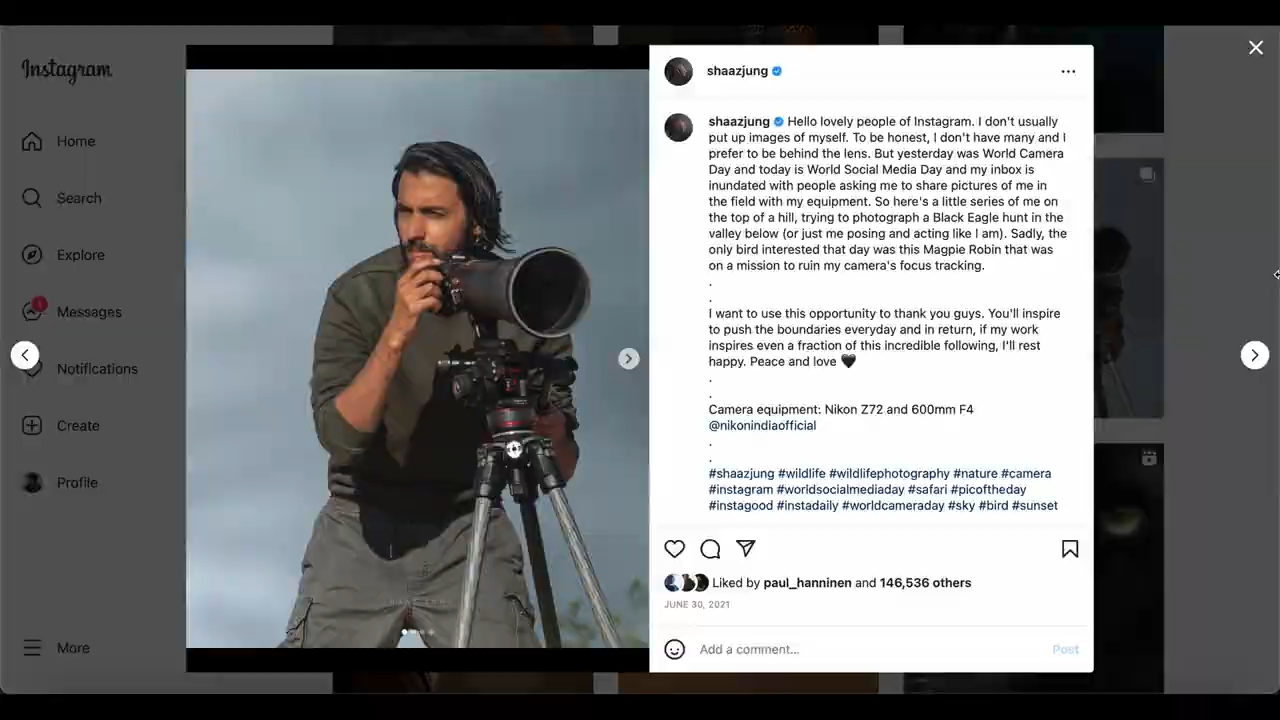 Instagram
Home
Search
Explore
1
Messages
Notifications
Create
Profile
More
shaazjung
shaazjung Hello lovely people of Instagram. I don't usually
put up images of myself. To be honest, I don't have many and I
prefer to be behind the lens. But yesterday was World Camera
Day and today is World Social Media Day and my inbox is
inundated with people asking me to share pictures of me in
the field with my equipment. So here's a little series of me on
the top of a hill, trying to photograph a Black Eagle hunt in the
valley below (or just me posing and acting like I am). Sadly, the
only bird interested that day was this Magpie Robin that was
on a mission to ruin my camera's focus tracking.
.
.
I want to use this opportunity to thank you guys. You'll inspire
to push the boundaries everyday and in return, if my work
inspires even a fraction of this incredible following, I'll rest
happy. Peace and love 🖤
.
.
Camera equipment: Nikon Z72 and 600mm F4
@nikonindiaofficial
.
.
#shaazjung #wildlife #wildlifephotography #nature #camera
#instagram #worldsocialmediaday #safari #picoftheday
#instagood #instadaily #worldcameraday #sky #bird #sunset
Liked by paul_hanninen and 146,536 others
JUNE 30, 2021
Add a comment...
Post